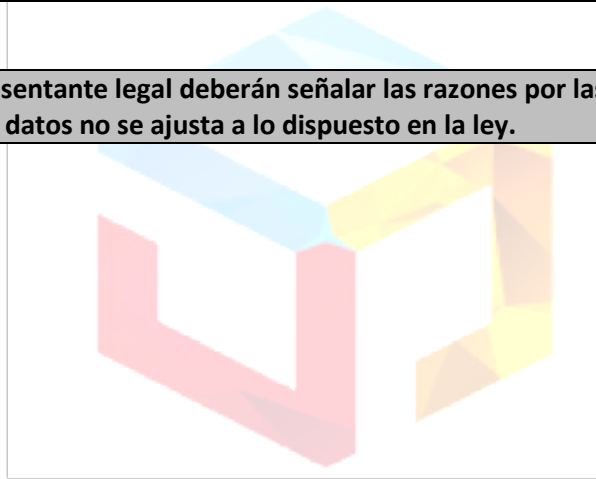 sentante legal deberán señalar las razones por las
datos no se ajusta a lo dispuesto en la ley.